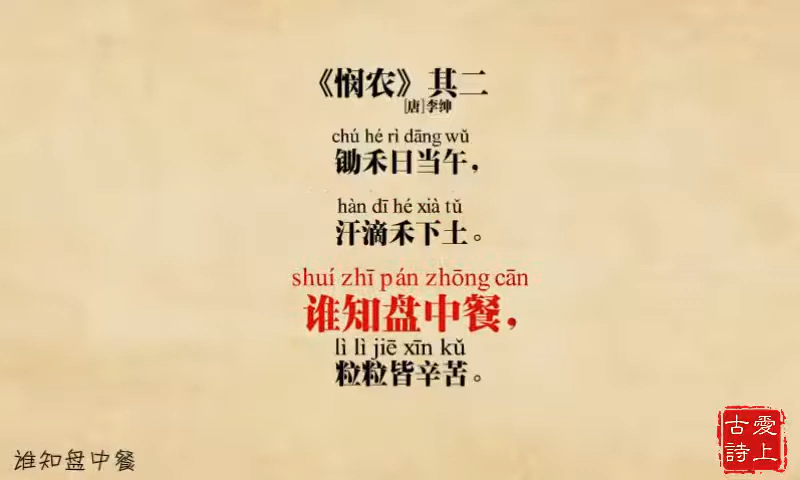 《悯农》其二
[唐]李绅
chú hé rì dāng wǔ
锄禾日当午，
hàn dī hé xià tǔ
汗滴禾下土。
shuí zhī pán zhōng cān
谁知盘中餐，
lì lì jiē xīn kǔ
粒粒皆辛苦。
谁知盘中餐
愛上
古詩